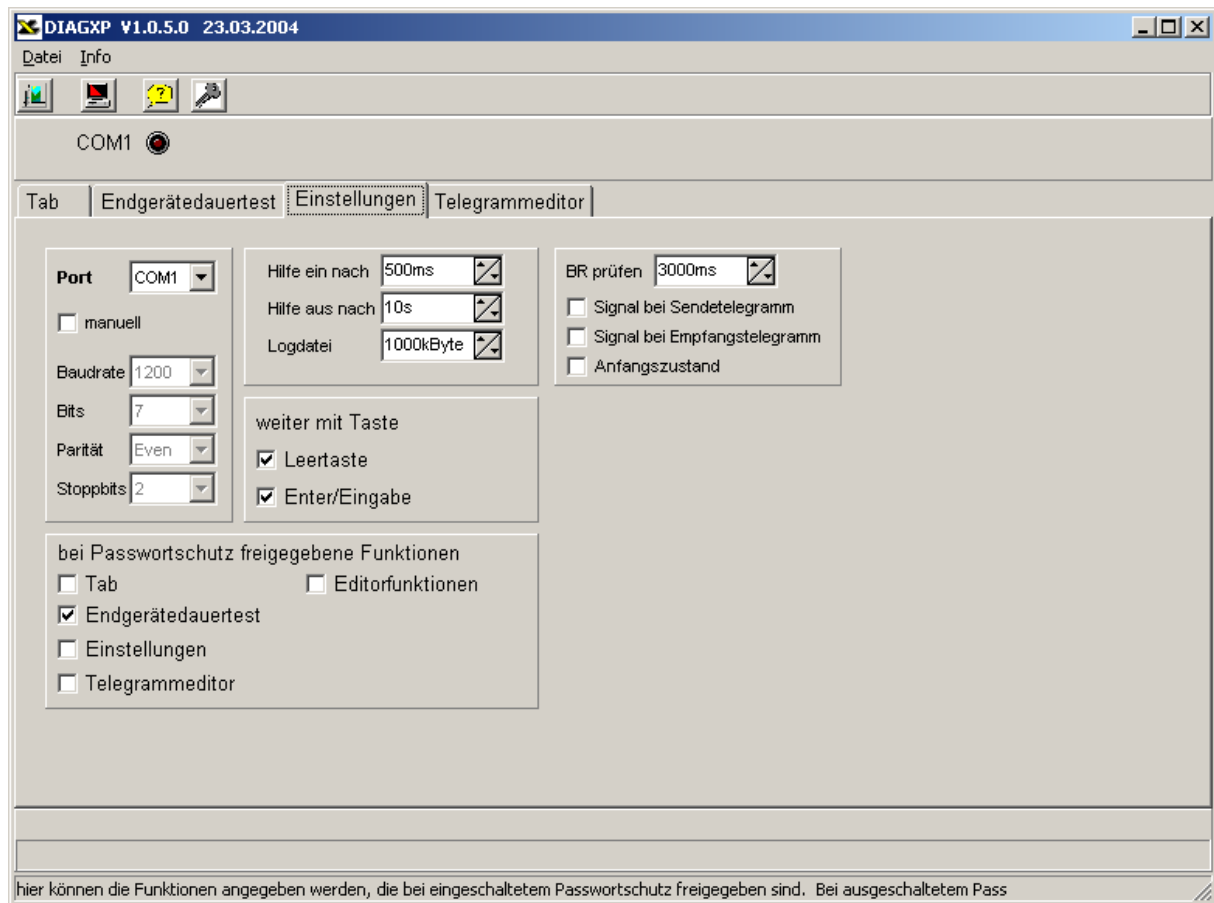 DIAGXP V1.0.5.0 23.03.2004
Datei Info
COM1
Tab Endgerätedauertest Einstellungen Telegrammeditor
Port COM1
manuell
Baudrate 1200
Bits 7
Parität Even
Stoppbits 2
Hilfe ein nach 500ms
Hilfe aus nach 10s
Logdatei 1000kByte
weiter mit Taste
Leertaste
Enter/Eingabe
BR prüfen 3000ms
Signal bei Sendetelegramm
Signal bei Empfangstelegramm
Anfangszustand
bei Passwortschutz freigegebene Funktionen
Tab Editorfunktionen
Endgerätedauertest
Einstellungen
Telegrammeditor
hier können die Funktionen angegeben werden, die bei eingeschaltetem Passwortschutz freigegeben sind. Bei ausgeschaltetem Pass